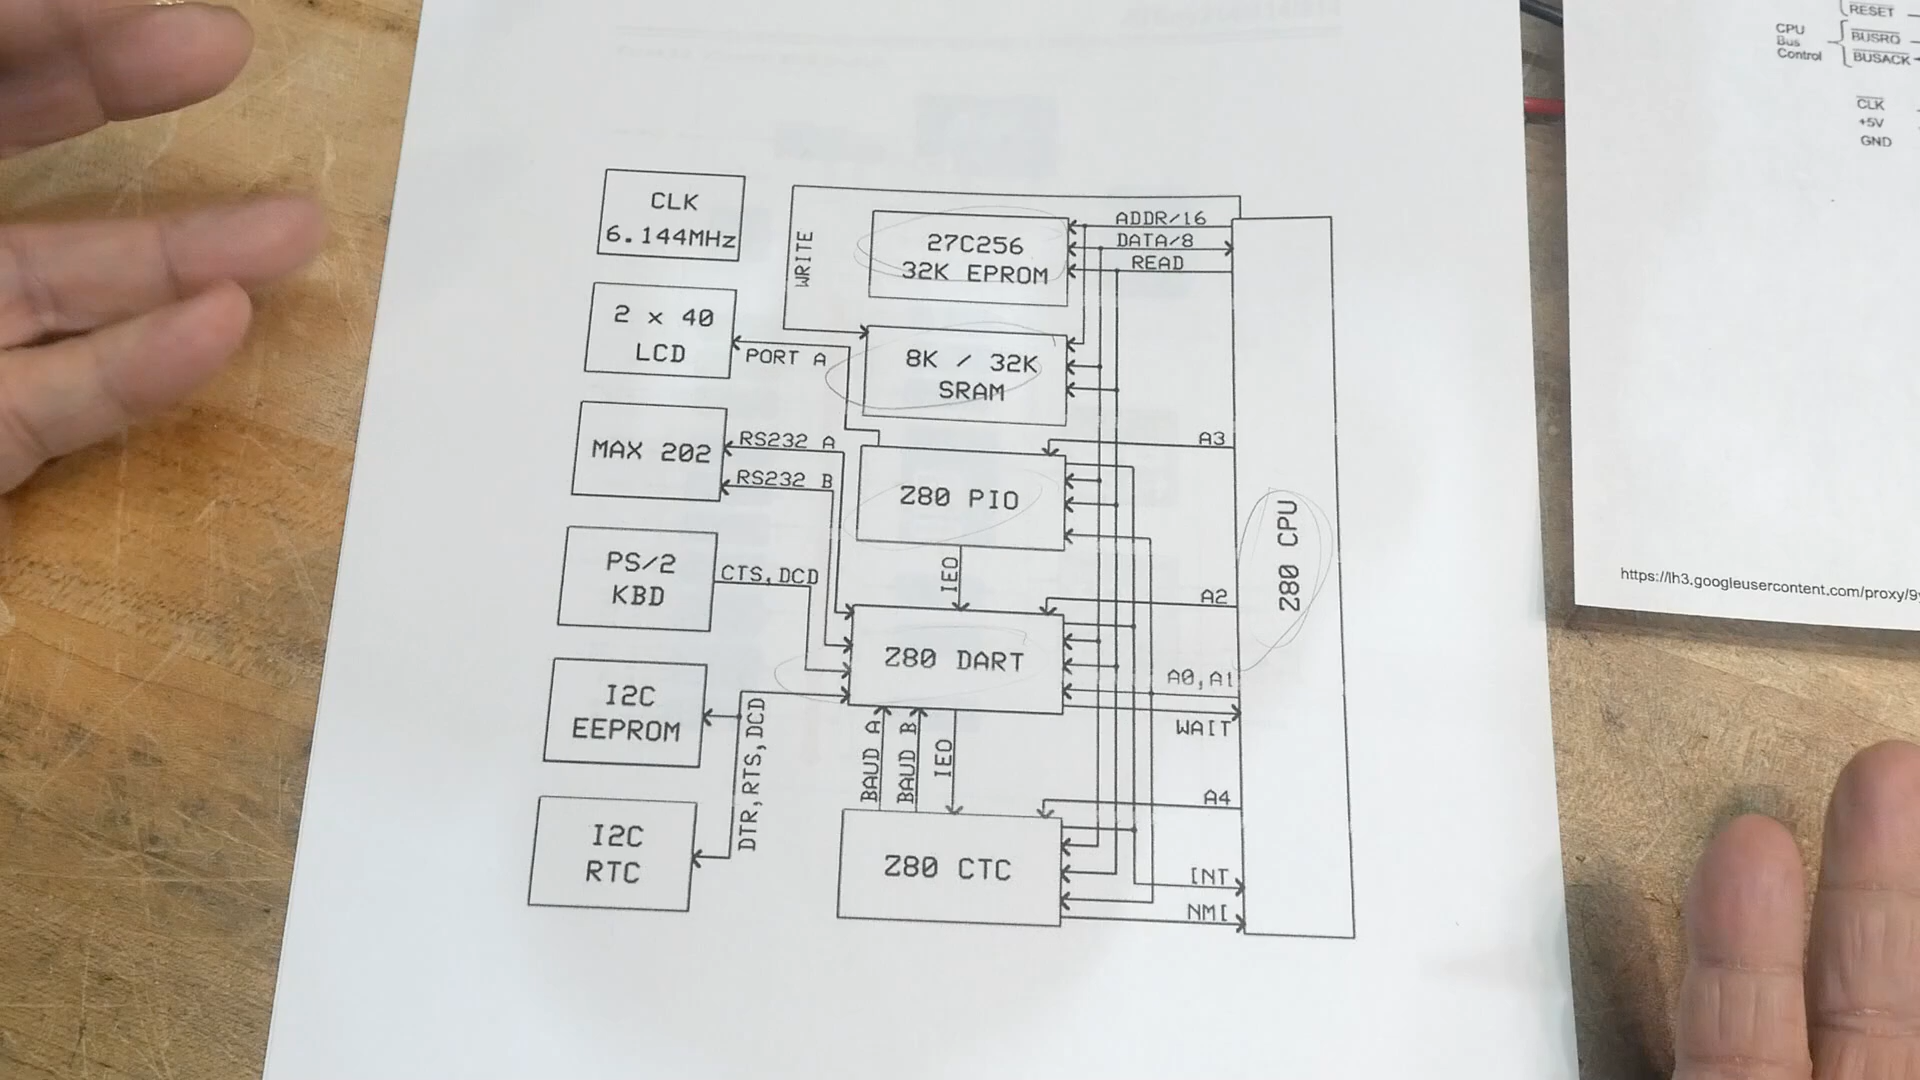 CLK
6.144MHz
2 x 40
LCD
MAX 202
PS/2
KBD
I2C
EEPROM
I2C
RTC
WRITE
PORT A
RS232 A
RS232 B
CTS,DCD
DTR,RTS,DCD
27C256
32K EPROM
8K / 32K
SRAM
Z80 PIO
IEO
Z80 DART
BAUD A
BAUD B
IEO
Z80 CTC
ADDR/16
DATA/8
READ
A3
A2
A0,A1
WAIT
A4
INT
NMI
Z80 CPU
RESET
CPU
Bus
Control
BUSRQ
BUSACK
CLK
+5V
GND
https://lh3.googleusercontent.com/proxy/9